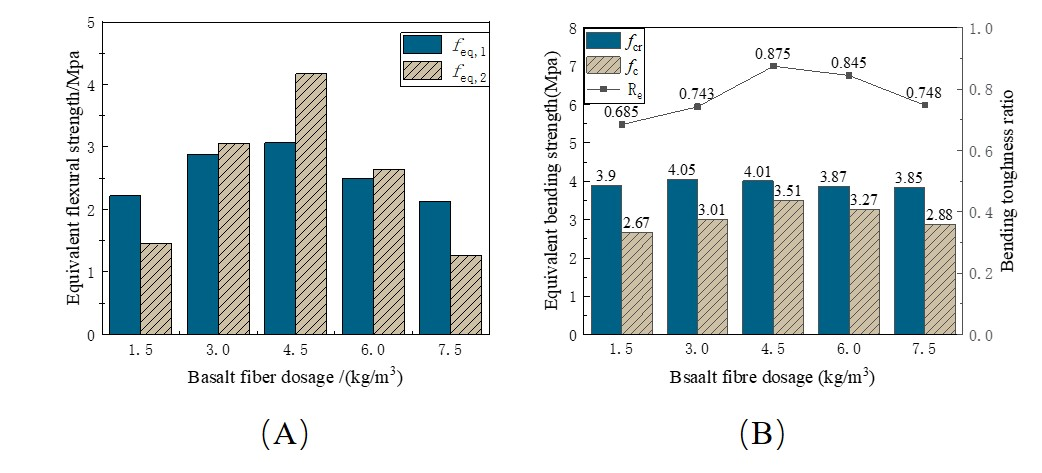 5
4
3
2
1
0
Equivalent flexural strength/Mpa
feq,1
feq,2
1.5 3.0 4.5 6.0 7.5
Basalt fiber dosage /(kg/m³)
(A)
8
7
6
5
4
3
2
1
0
Equivalent bending strength(Mpa)
fcr
fc
Re
0.685 0.743 0.875 0.845 0.748
3.9 4.05 4.01 3.87 3.85
2.67 3.01 3.51 3.27 2.88
1.0
0.8
0.6
0.4
0.2
0.0
Bending toughness ratio
1.5 3.0 4.5 6.0 7.5
Bsaalt fibre dosage (kg/m³)
(B)